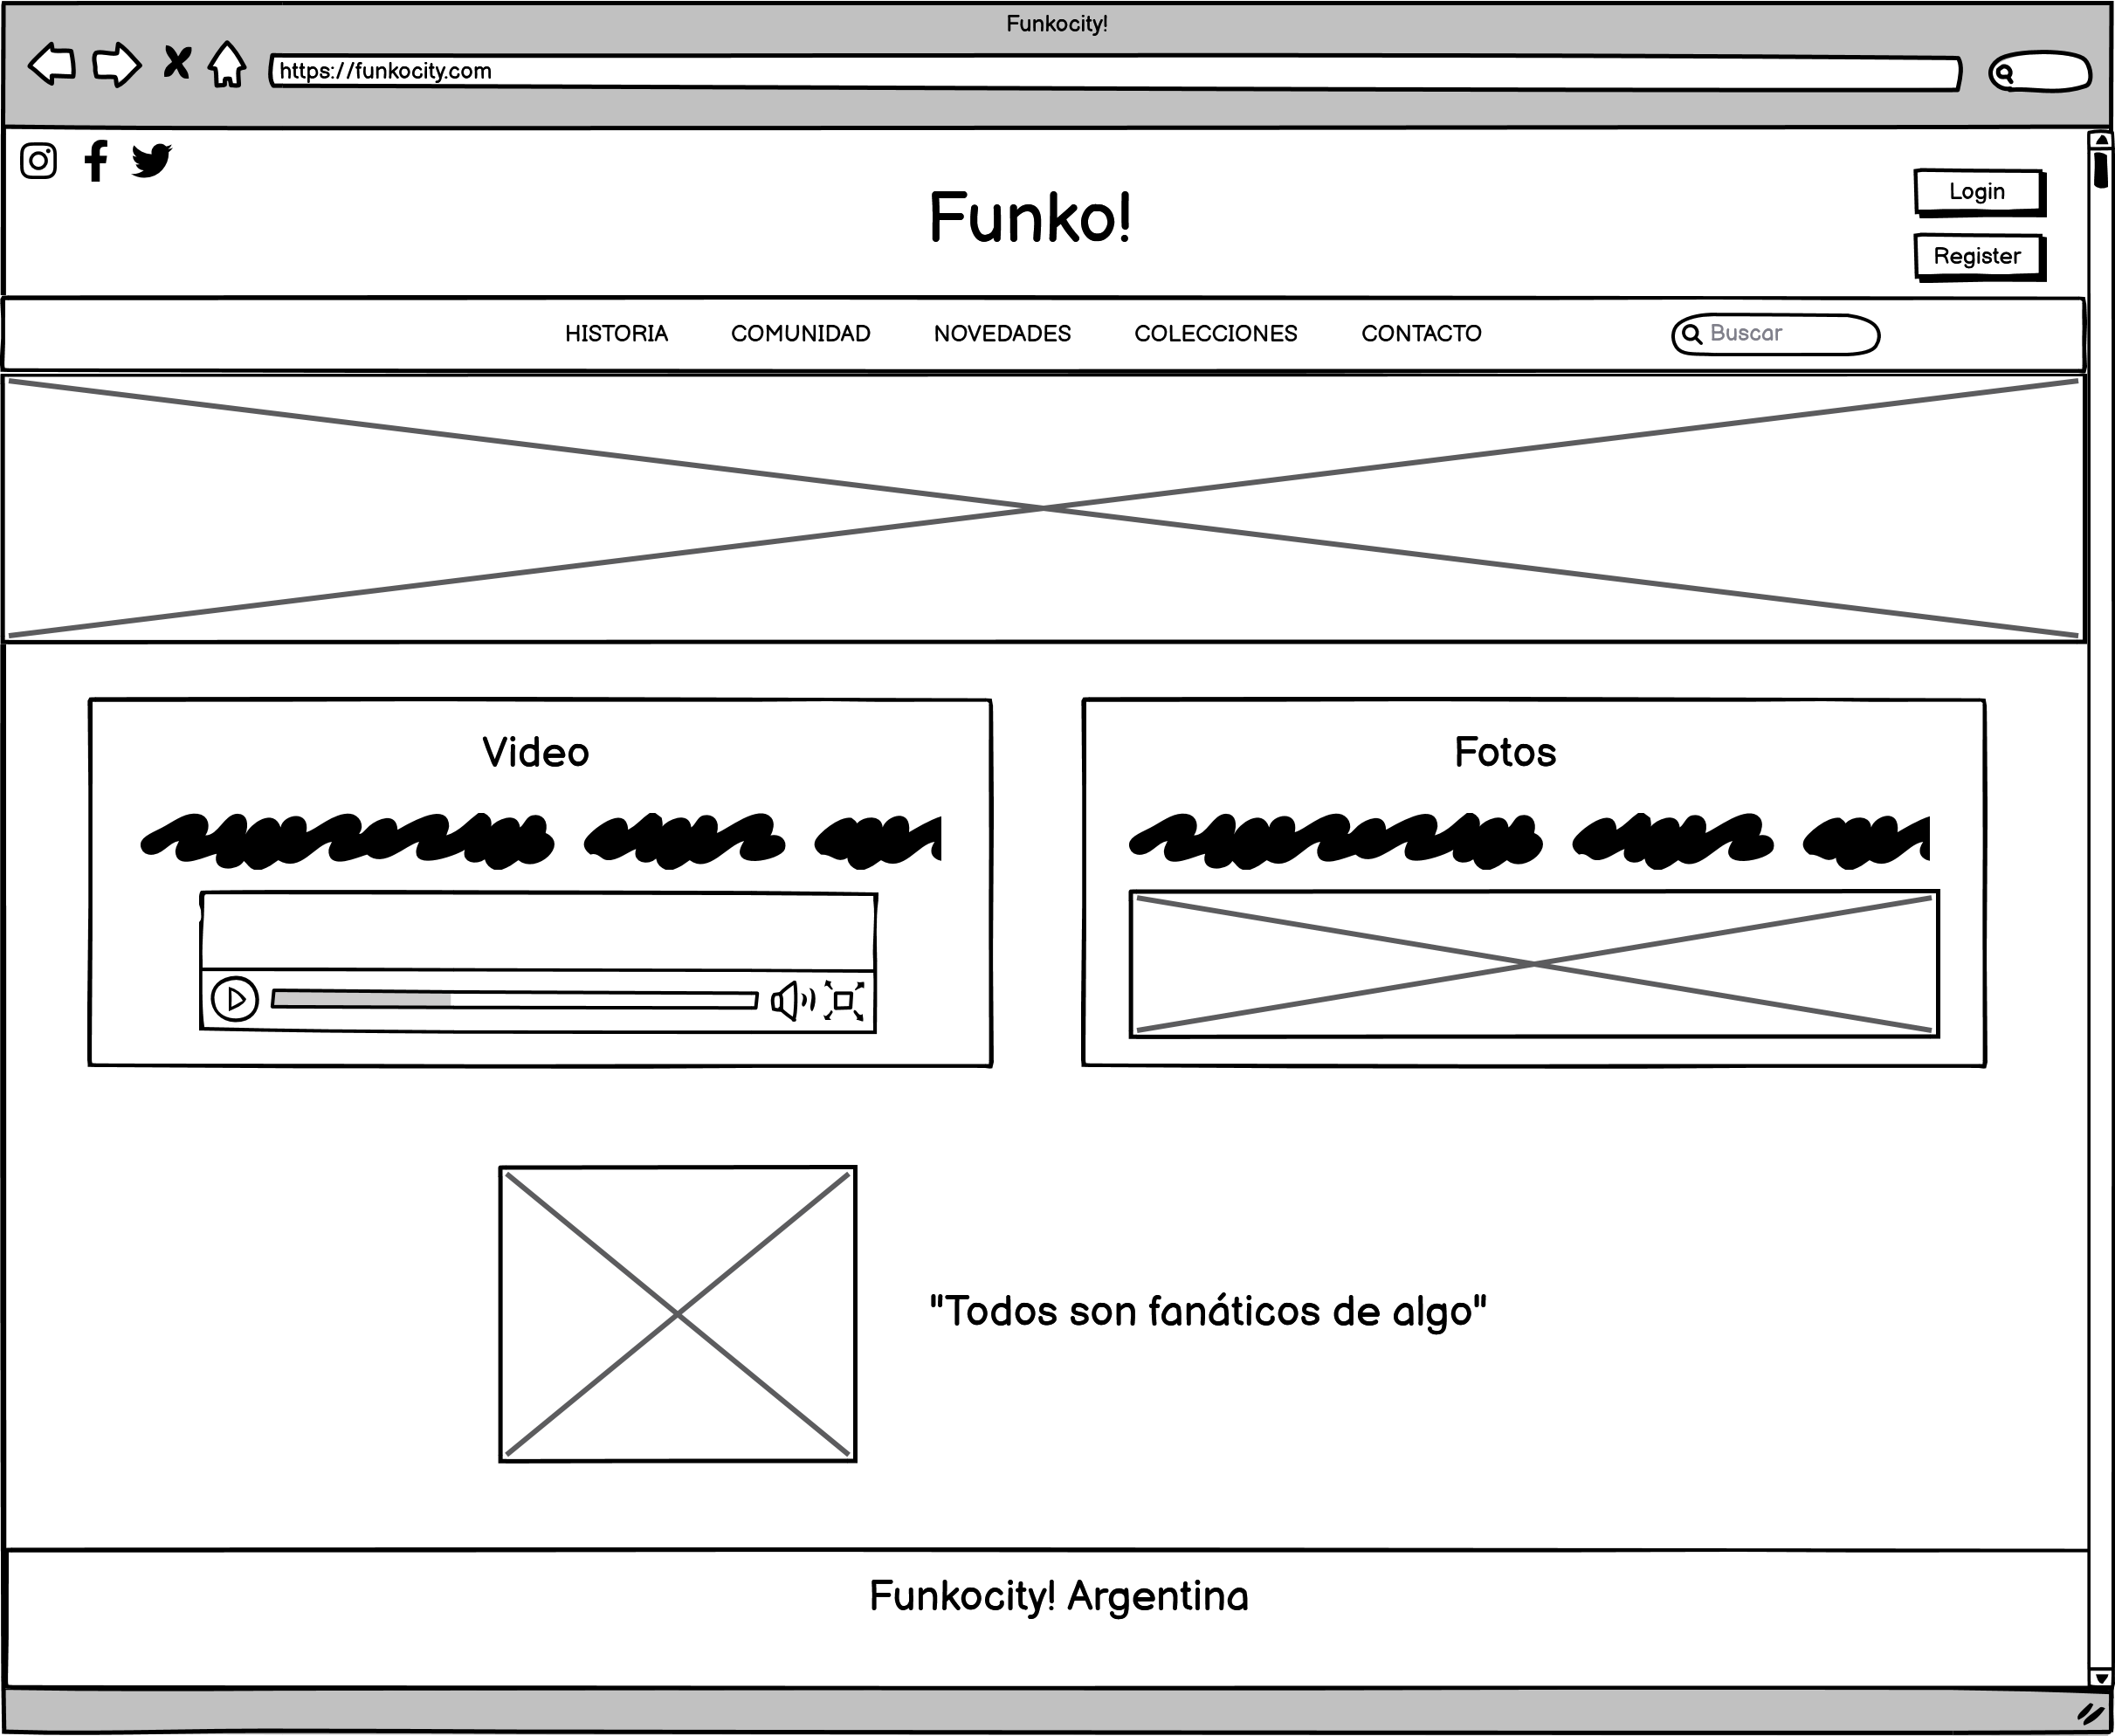 Funkocity!
https://funkocity.com
Funko!
Login
Register
HISTORIA COMUNIDAD NOVEDADES COLECCIONES CONTACTO Buscar
Video
Fotos
"Todos son fanáticos de algo"
Funkocity! Argentina